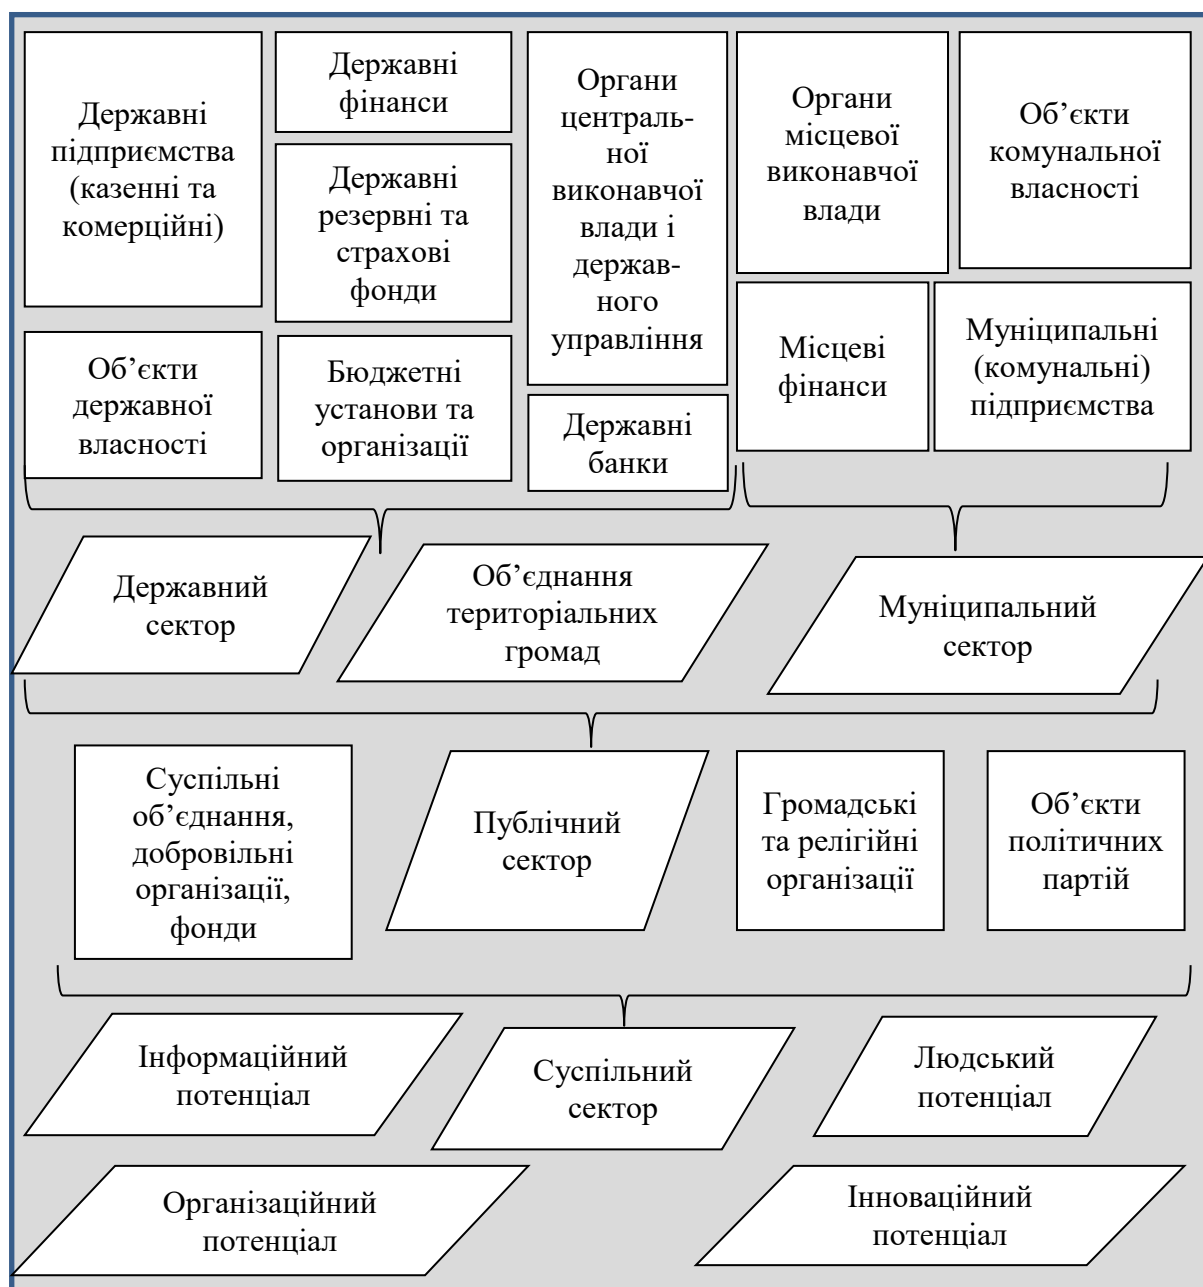 Державні
підприємства
(казенні та
комерційні)
Державні
фінанси
Державні
резервні та
страхові
фонди
Органи
централь-
ної
виконавчої
влади і
держав-
ного
управління
Органи
місцевої
виконавчої
влади
Об’єкти
комунальної
власності
Об’єкти
державної
власності
Бюджетні
установи та
організації
Державні
банки
Місцеві
фінанси
Муніципальні
(комунальні)
підприємства
Державний
сектор
Об’єднання
територіальних
громад
Муніципальний
сектор
Суспільні
об’єднання,
добровільні
організації,
фонди
Публічний
сектор
Громадські
та релігійні
організації
Об’єкти
політичних
партій
Інформаційний
потенціал
Суспільний
сектор
Людський
потенціал
Організаційний
потенціал
Інноваційний
потенціал